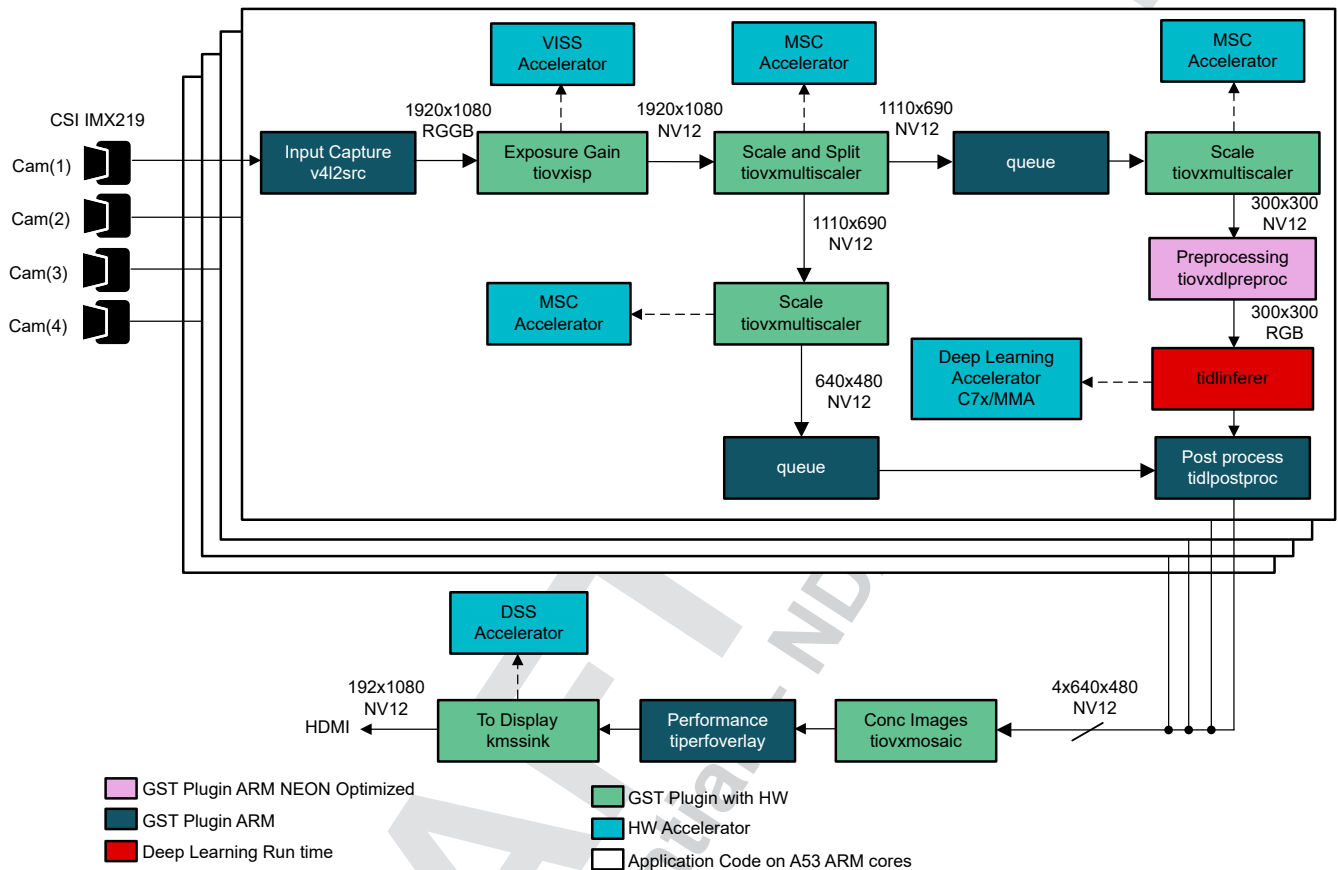 VISS
Accelerator
MSC
Accelerator
MSC
Accelerator
CSI IMX219
Cam(1)
Cam(2)
Cam(3)
Cam(4)
Input Capture
v4l2src
1920x1080
RGGB
Exposure Gain
tiovxisp
1920x1080
NV12
Scale and Split
tiovxmultiscaler
1110x690
NV12
queue
Scale
tiovxmultiscaler
300x300
NV12
1110x690
NV12
Preprocessing
tiovxdlpreproc
MSC
Accelerator
Scale
tiovxmultiscaler
300x300
RGB
Deep Learning
Accelerator
C7x/MMA
tidlinferer
640x480
NV12
queue
Post process
tidlpostproc
DSS
Accelerator
192x1080
NV12
HDMI
To Display
kmssink
Performance
tiperfoverlay
Conc Images
tiovxmosaic
4x640x480
NV12
GST Plugin ARM NEON Optimized
GST Plugin ARM
Deep Learning Run time
GST Plugin with HW
HW Accelerator
Application Code on A53 ARM cores